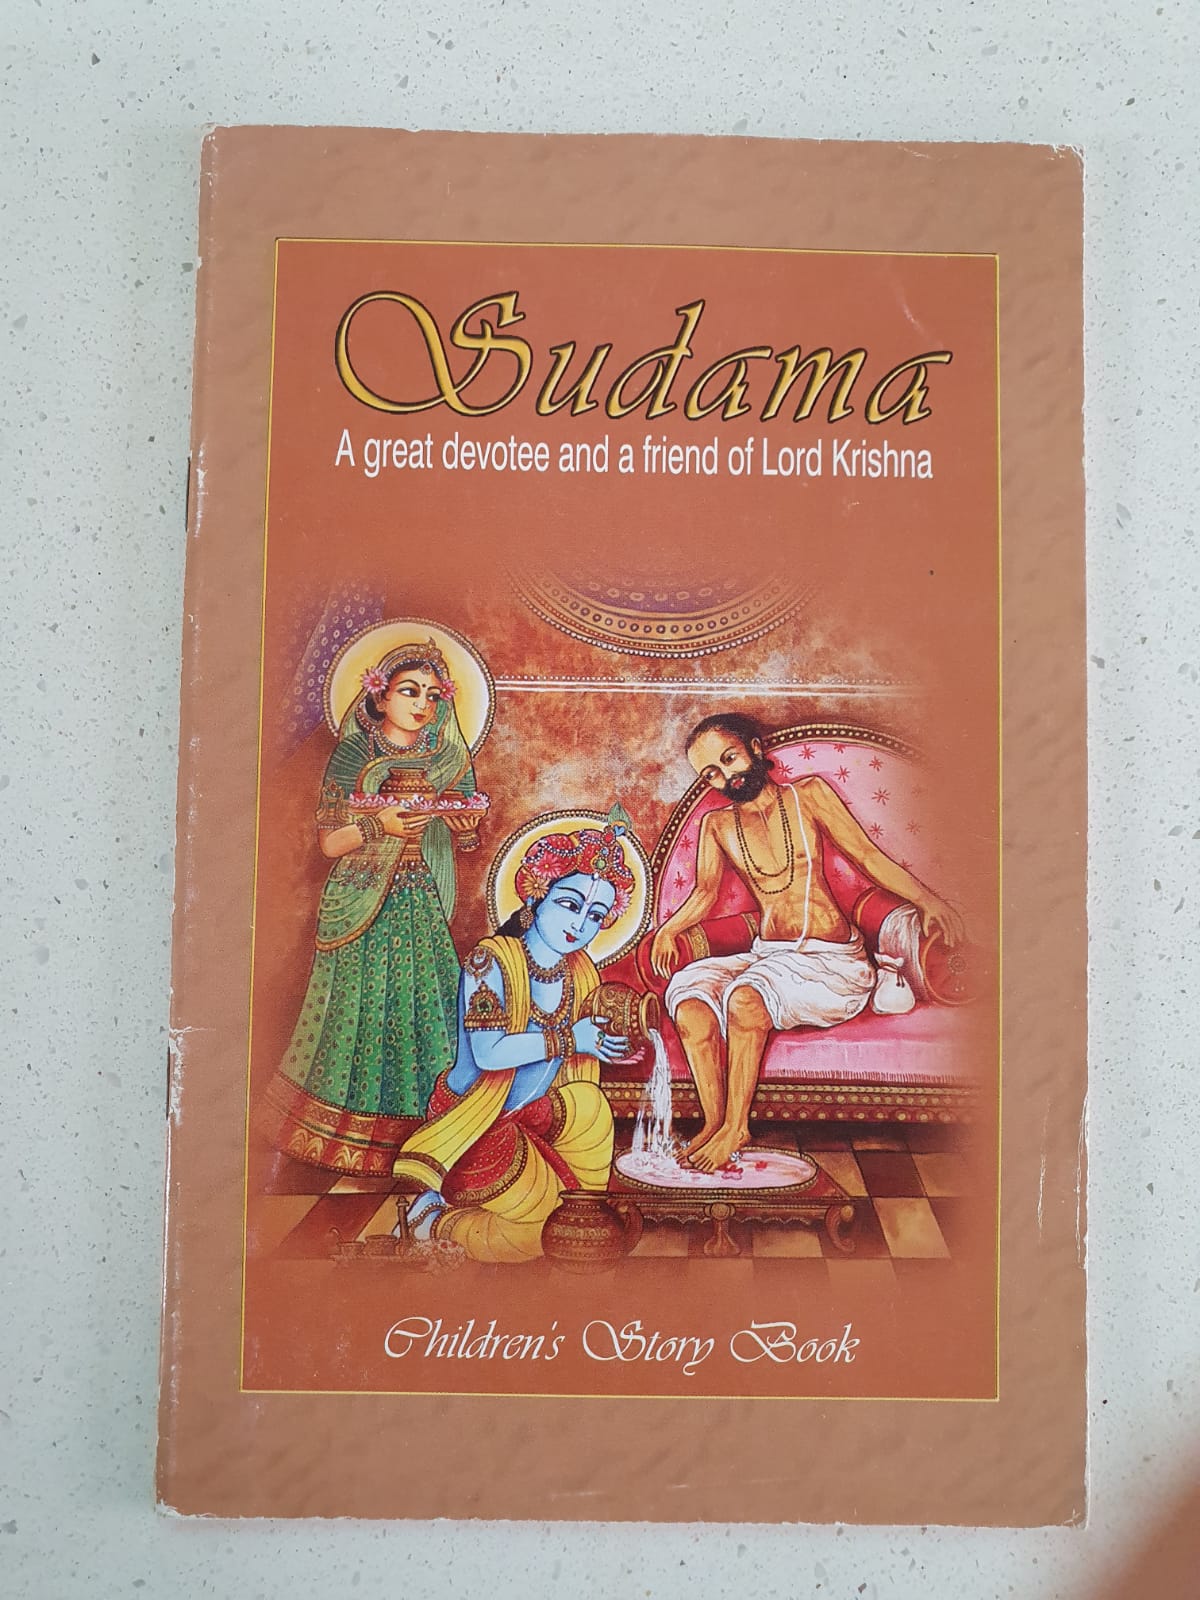 Sudama
A great devotee and a friend of Lord Krishna
Children's Story Book